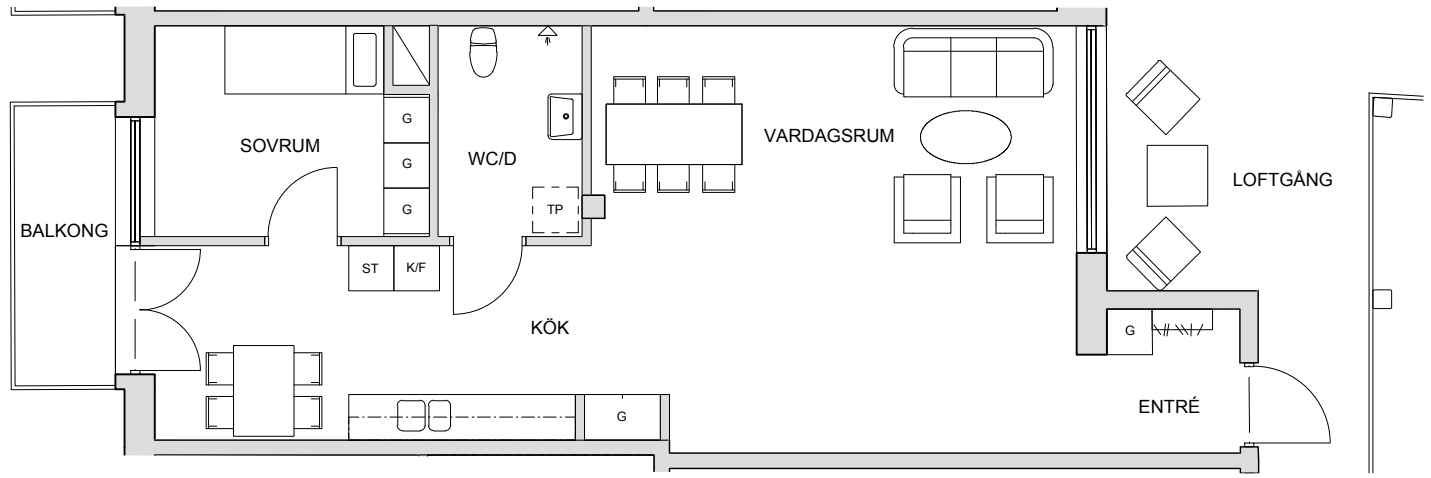 G
SOVRUM
VARDAGSRUM
WC/D
G
LOFTGÅNG
G
TP
BALKONG
ST
K/F
KÖK
G
ENTRÉ
G